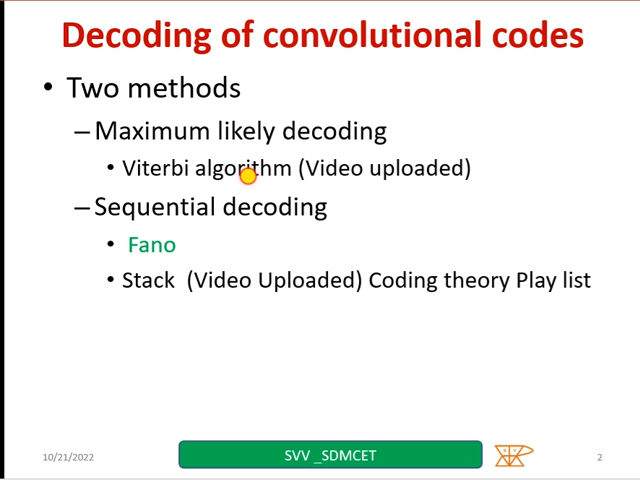 Decoding of convolutional codes
• Two methods
– Maximum likely decoding
• Viterbi algorithm (Video uploaded)
– Sequential decoding
• Fano
• Stack (Video Uploaded) Coding theory Play list
10/21/2022
SVV _SDMCET
2